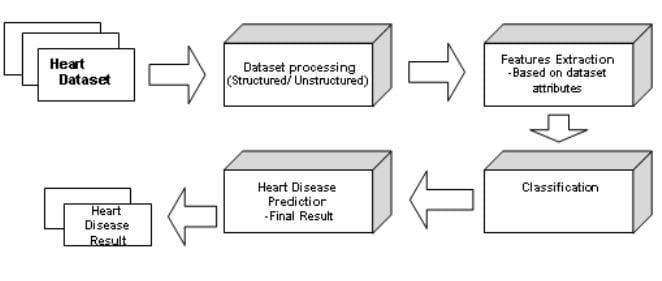 Heart
Dataset
Dataset processing
(Structured/ Unstructured)
Features Extraction
-Based on dataset
attributes
Classification
Heart Disease
Prediction
-Final Result
Heart
Disease
Result